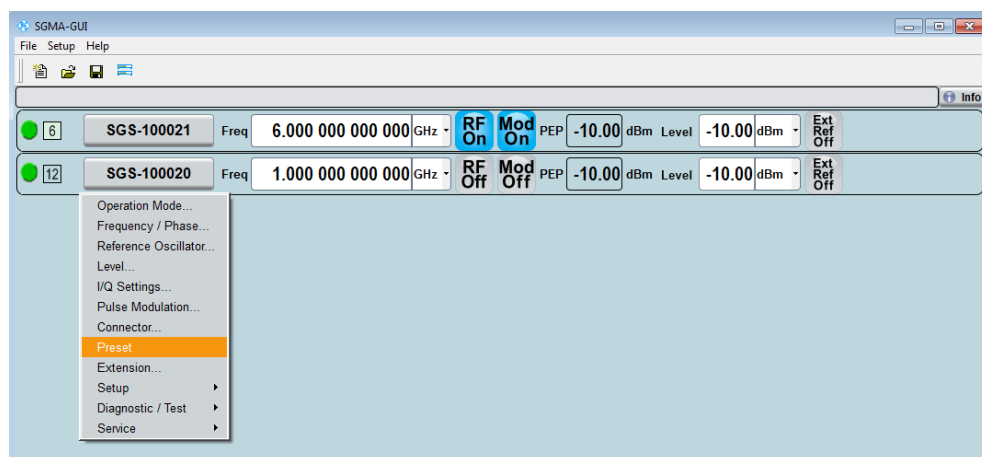 SGMA-GUI
File Setup Help
Info
6 SGS-100021 Freq 6.000 000 000 000 GHz RF On Mod On PEP -10.00 dBm Level -10.00 dBm Ext Ref Off
12 SGS-100020 Freq 1.000 000 000 000 GHz RF Off Mod Off PEP -10.00 dBm Level -10.00 dBm Ext Ref Off
Operation Mode...
Frequency / Phase...
Reference Oscillator...
Level...
I/Q Settings...
Pulse Modulation...
Connector...
Preset
Extension...
Setup
Diagnostic / Test
Service